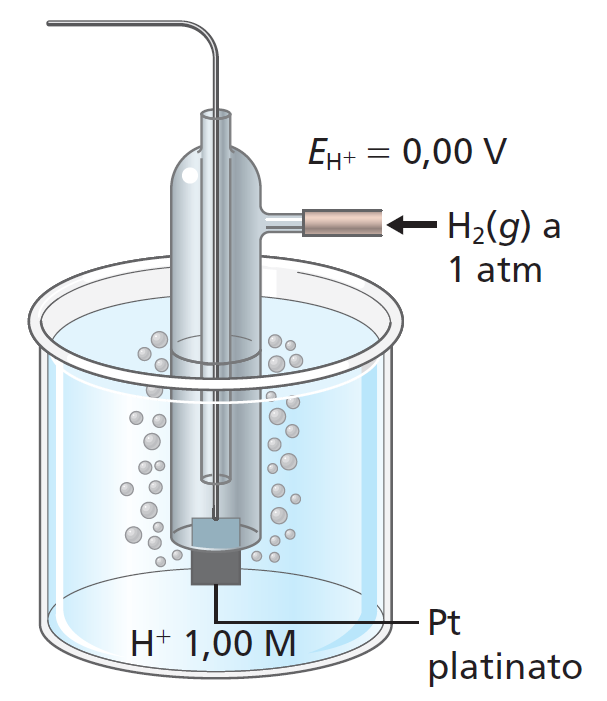 E_H⁺ = 0,00 V
H₂(g) a
1 atm
H⁺ 1,00 M
Pt
platinato